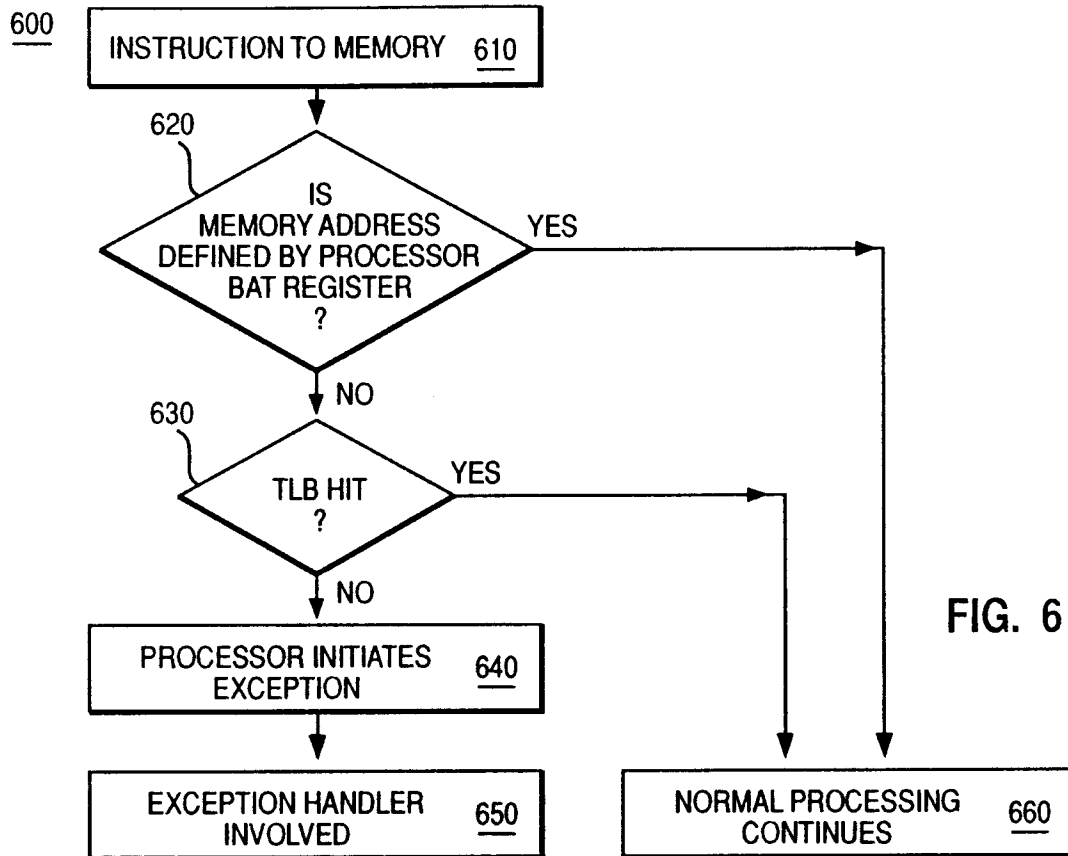 600
INSTRUCTION TO MEMORY 610
620
IS
MEMORY ADDRESS
DEFINED BY PROCESSOR
BAT REGISTER
?
YES
NO
630
TLB HIT
?
YES
NO
PROCESSOR INITIATES
EXCEPTION
640
FIG. 6
EXCEPTION HANDLER
INVOLVED
650
NORMAL PROCESSING
CONTINUES
660